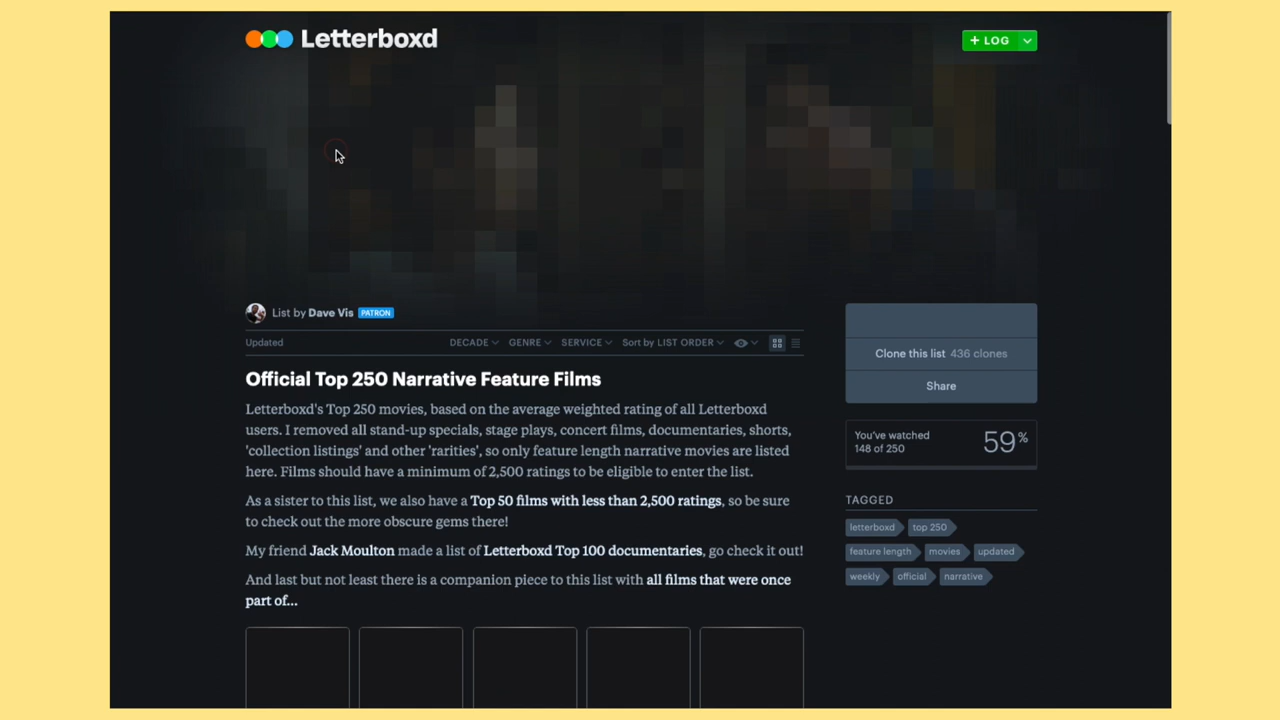 Letterboxd
+ LOG
List by Dave Vis PATRON
Updated DECADE GENRE SERVICE Sort by LIST ORDER
Official Top 250 Narrative Feature Films
Letterboxd's Top 250 movies, based on the average weighted rating of all Letterboxd
users. I removed all stand-up specials, stage plays, concert films, documentaries, shorts,
'collection listings' and other 'rarities', so only feature length narrative movies are listed
here. Films should have a minimum of 2,500 ratings to be eligible to enter the list.
As a sister to this list, we also have a Top 50 films with less than 2,500 ratings, so be sure
to check out the more obscure gems there!
My friend Jack Moulton made a list of Letterboxd Top 100 documentaries, go check it out!
And last but not least there is a companion piece to this list with all films that were once
part of...
Clone this list 436 clones
Share
You've watched
148 of 250
59%
TAGGED
letterboxd top 250
feature length movies updated
weekly official narrative